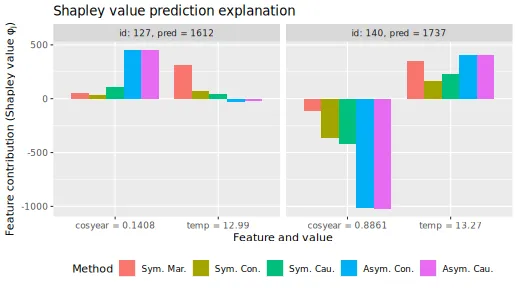 Shapley value prediction explanation
id: 127, pred = 1612
id: 140, pred = 1737
Feature contribution (Shapley value φⱼ)
500
0
-500
-1000
cosyear = 0.1408
temp = 12.99
cosyear = 0.8861
temp = 13.27
Feature and value
Method
Sym. Mar.
Sym. Con.
Sym. Cau.
Asym. Con.
Asym. Cau.